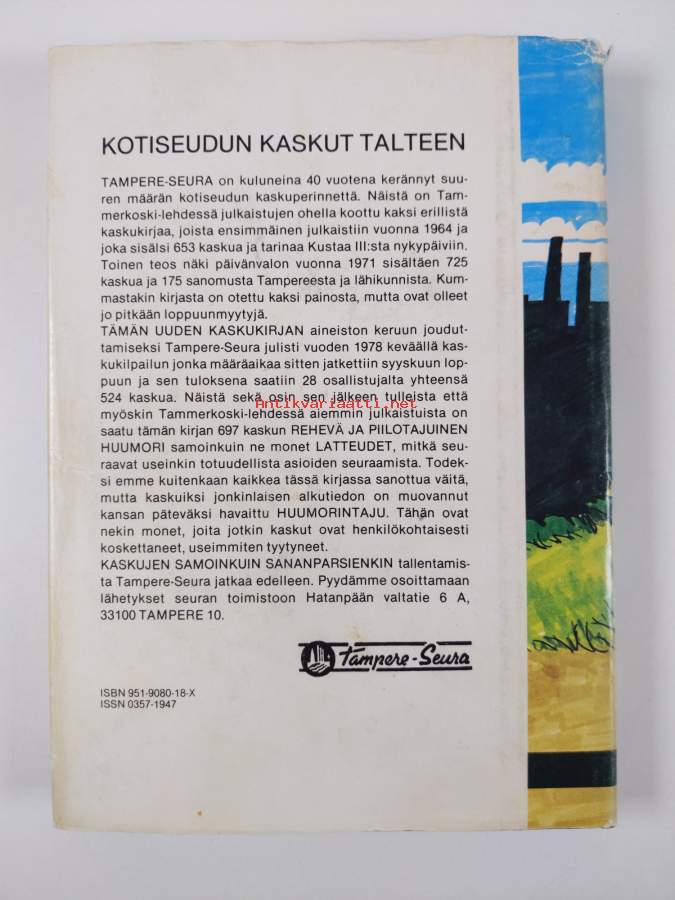 KOTISEUDUN KASKUT TALTEEN
TAMPERE-SEURA on kuluneina 40 vuotena kerännyt suu-
ren määrän kotiseudun kaskuperinnettä. Näistä on Tam-
merkoski-lehdessä julkaistujen ohella koottu kaksi erillistä
kaskukirjaa, joista ensimmäinen julkaistiin vuonna 1964 ja
joka sisälsi 653 kaskua ja tarinaa Kustaa III:sta nykypäiviin.
Toinen teos näki päivänvalon vuonna 1971 sisältäen 725
kaskua ja 175 sanomusta Tampereesta ja lähikunnista. Kum-
mastakin kirjasta on otettu kaksi painosta, mutta ovat olleet
jo pitkään loppuunmyytyjä.
TÄMÄN UUDEN KASKUKIRJAN aineiston keruun joudut-
tamiseksi Tampere-Seura julisti vuoden 1978 keväällä kas-
kukilpailun jonka määräaikaa sitten jatkettiin syyskuun lop-
puun ja sen tuloksena saatiin 28 osallistujalta yhteensä
524 kaskua. Näistä sekä osin sen jälkeen tulleista että
myöskin Tammerkoski-lehdessä aiemmin julkaistuista on
saatu tämän kirjan 697 kaskun REHEVÄ JA PIILOTAJUINEN
HUUMORI samoinkuin ne monet LATTEUDET, mitkä seu-
raavat useinkin totuudellista asioiden seuraamista. Todek-
si emme kuitenkaan kaikkea tässä kirjassa sanottua väitä,
mutta kaskuiksi jonkinlaisen alkutiedon on muovannut
kansan päteväksi havaittu HUUMORINTAJU. Tähän ovat
nekin monet, joita jotkin kaskut ovat henkilökohtaisesti
koskettaneet, useimmiten tyytyneet.
KASKUJEN SAMOINKUIN SANANPARSIENKIN tallentamis-
ta Tampere-Seura jatkaa edelleen. Pyydämme osoittamaan
lähetykset seuran toimistoon Hatanpään valtatie 6 A,
33100 TAMPERE 10.
Tampere-Seura
ISBN 951-9080-18-X
ISSN 0357-1947
Antikvariaatti.net